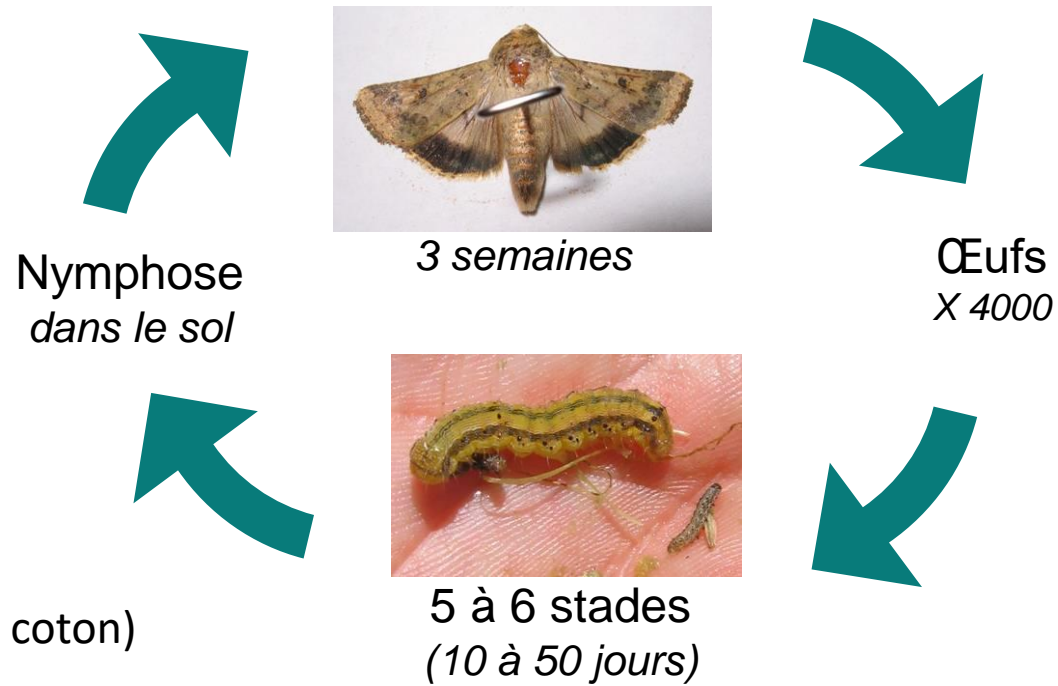 3 semaines
Œufs
X 4000
Nymphose
dans le sol
5 à 6 stades
(10 à 50 jours)
coton)